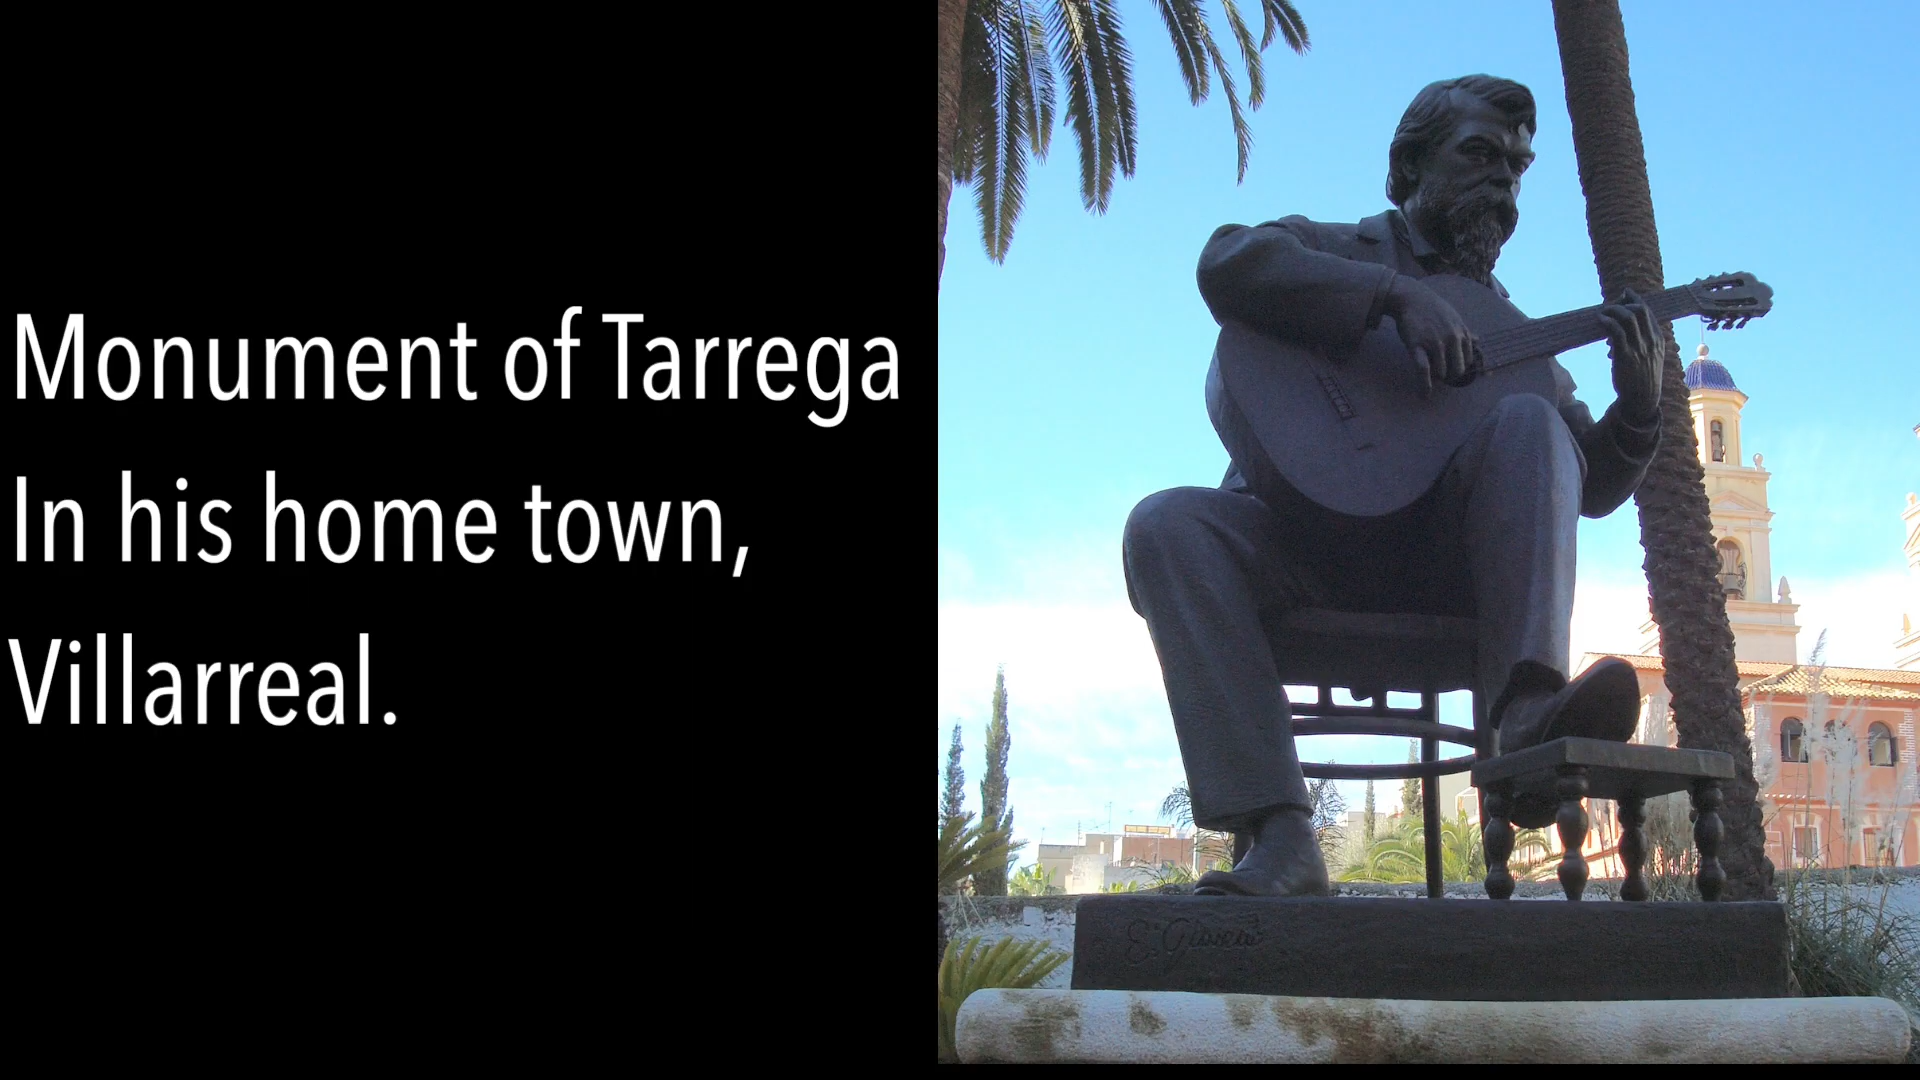 Monument of Tarrega
In his home town,
Villarreal.